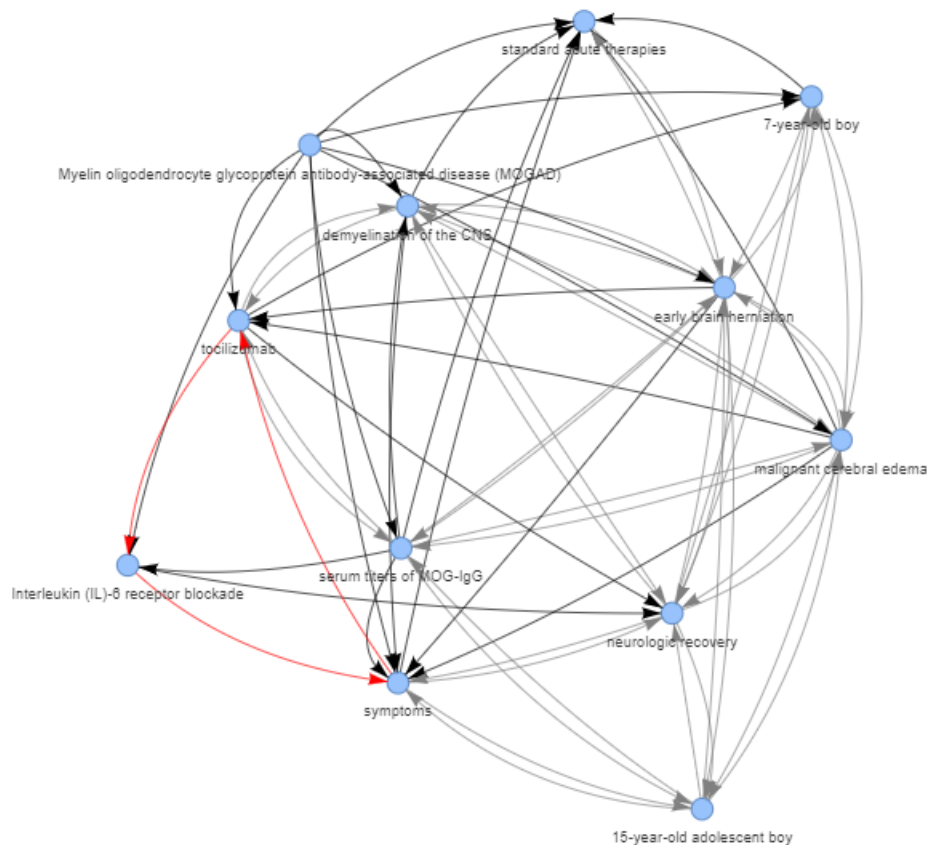 standard acute therapies
7-year-old boy
Myelin oligodendrocyte glycoprotein antibody-associated disease (MOGAD)
demyelination of the CNS
early brain herniation
tocilizumab
malignant cerebral edema
serum titers of MOG-IgG
Interleukin (IL)-6 receptor blockade
neurologic recovery
symptoms
15-year-old adolescent boy